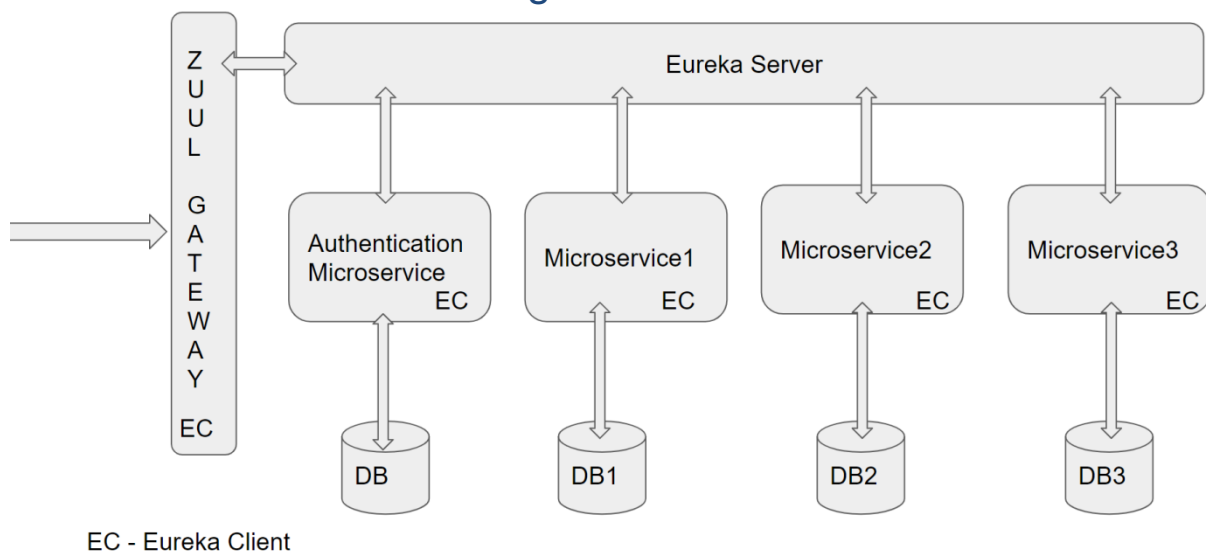 g
ZUUL GATEWAY
EC
Eureka Server
Authentication
Microservice
EC
Microservice1
EC
Microservice2
EC
Microservice3
EC
DB
DB1
DB2
DB3
EC - Eureka Client